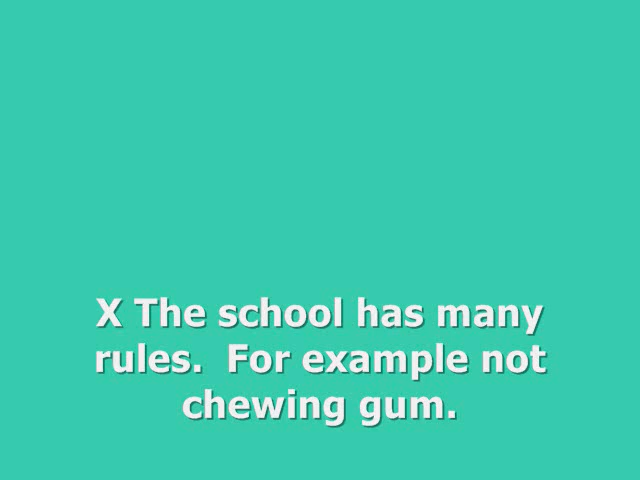 X The school has many
rules.  For example not
chewing gum.